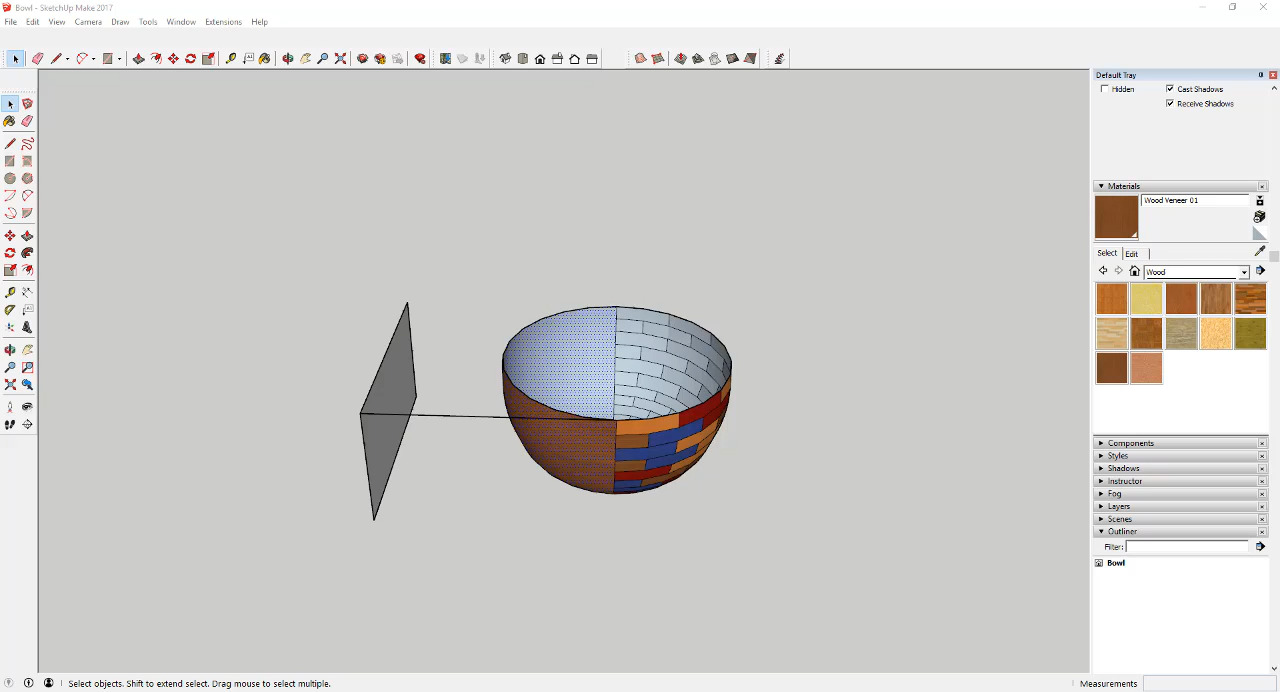 Bowl - SketchUp Make 2017
File Edit View Camera Draw Tools Window Extensions Help
Default Tray
Hidden Cast Shadows
Receive Shadows
Materials
Wood Veneer 01
Select Edit
Wood
Components
Styles
Shadows
Instructor
Fog
Layers
Scenes
Outliner
Filter:
Bowl
Select objects. Shift to extend select. Drag mouse to select multiple.
Measurements